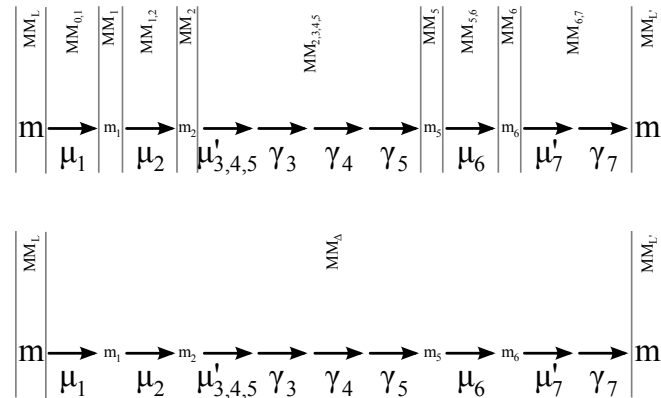 MM_L MM_{0,1} MM_1 MM_{1,2} MM_2 MM_{2,3,4,5} MM_5 MM_{5,6} MM_6 MM_{6,7} MM_{L'}
m m_1 m_2 m_5 m_6 m
μ_1 μ_2 μ'_{3,4,5} γ_3 γ_4 γ_5 μ_6 μ'_7 γ_7
MM_L MM_Δ MM_{L'}
m m_1 m_2 m_5 m_6 m
μ_1 μ_2 μ'_{3,4,5} γ_3 γ_4 γ_5 μ_6 μ'_7 γ_7